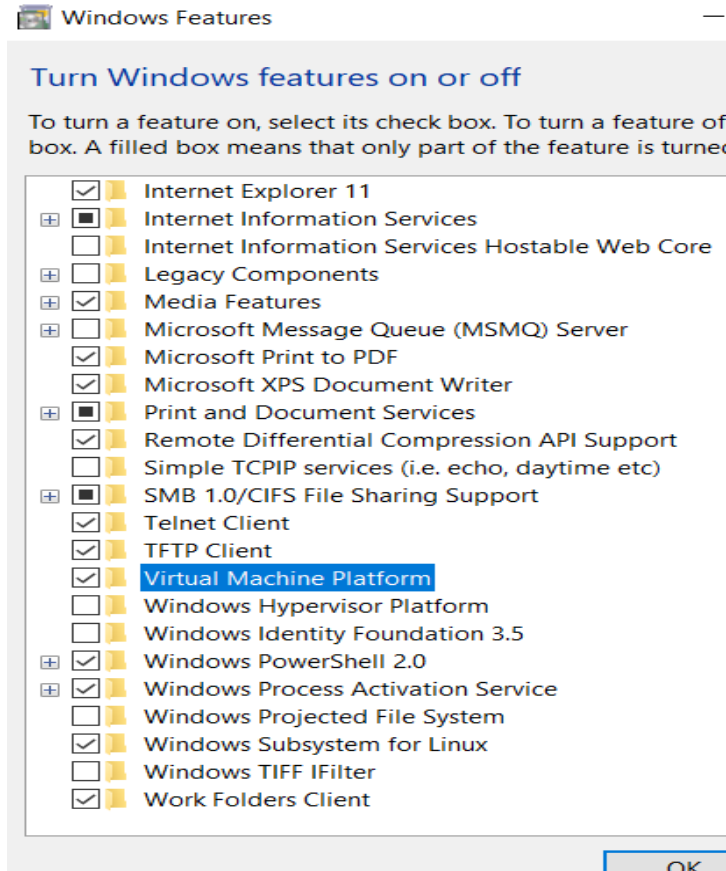 Windows Features
Turn Windows features on or off
To turn a feature on, select its check box. To turn a feature of
box. A filled box means that only part of the feature is turned
Internet Explorer 11
Internet Information Services
Internet Information Services Hostable Web Core
Legacy Components
Media Features
Microsoft Message Queue (MSMQ) Server
Microsoft Print to PDF
Microsoft XPS Document Writer
Print and Document Services
Remote Differential Compression API Support
Simple TCPIP services (i.e. echo, daytime etc)
SMB 1.0/CIFS File Sharing Support
Telnet Client
TFTP Client
Virtual Machine Platform
Windows Hypervisor Platform
Windows Identity Foundation 3.5
Windows PowerShell 2.0
Windows Process Activation Service
Windows Projected File System
Windows Subsystem for Linux
Windows TIFF IFilter
Work Folders Client
OK